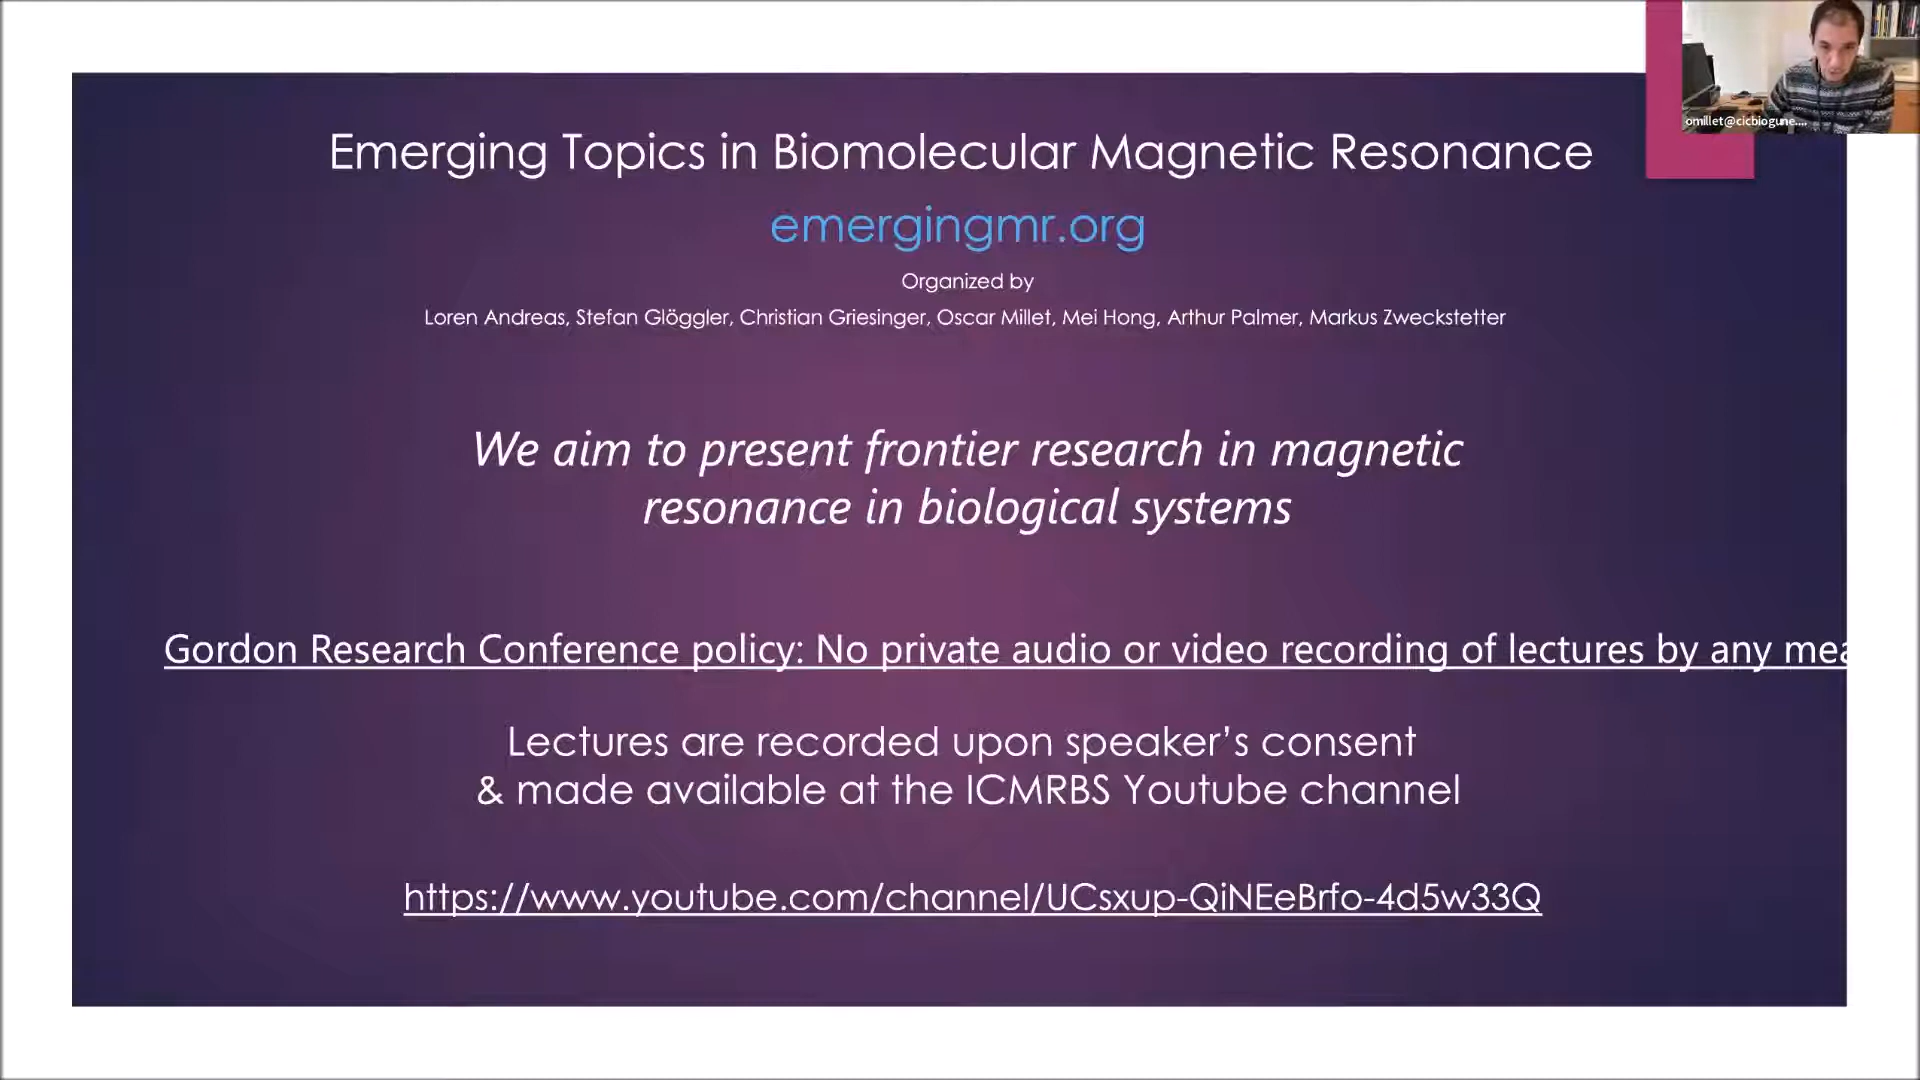 omillet@cicbiogune....
Emerging Topics in Biomolecular Magnetic Resonance
emergingmr.org
Organized by
Loren Andreas, Stefan Glöggler, Christian Griesinger, Oscar Millet, Mei Hong, Arthur Palmer, Markus Zweckstetter
We aim to present frontier research in magnetic
resonance in biological systems
Gordon Research Conference policy: No private audio or video recording of lectures by any mea
Lectures are recorded upon speaker’s consent
& made available at the ICMRBS Youtube channel
https://www.youtube.com/channel/UCsxup-QiNEeBrfo-4d5w33Q